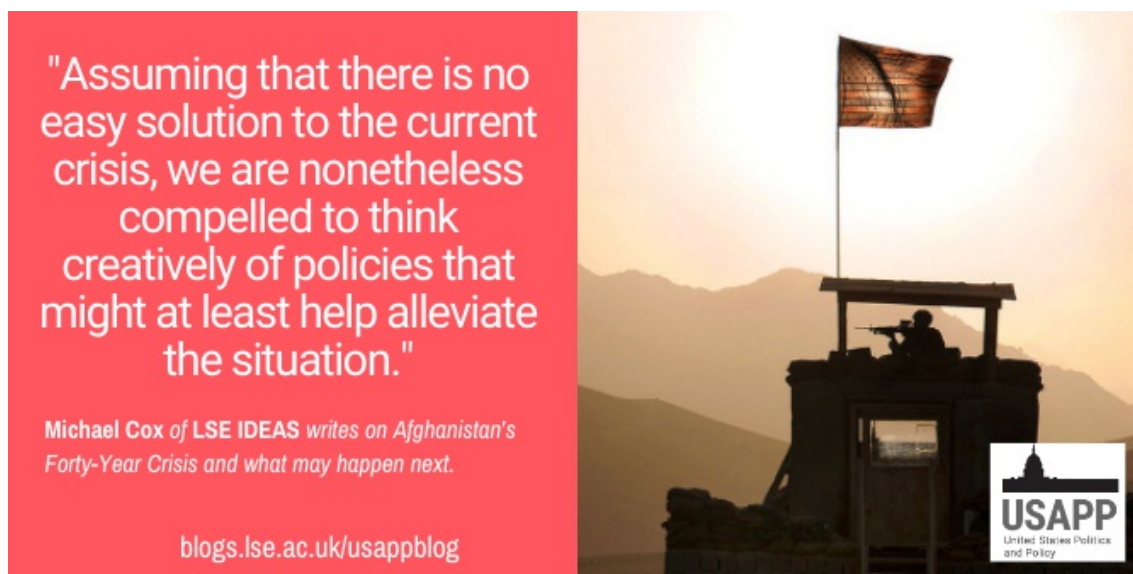 "Assuming that there is no
easy solution to the current
crisis, we are nonetheless
compelled to think
creatively of policies that
might at least help alleviate
the situation."
Michael Cox of LSE IDEAS writes on Afghanistan's
Forty-Year Crisis and what may happen next.
blogs.lse.ac.uk/usappblog
USAPP
United States Politics
and Policy